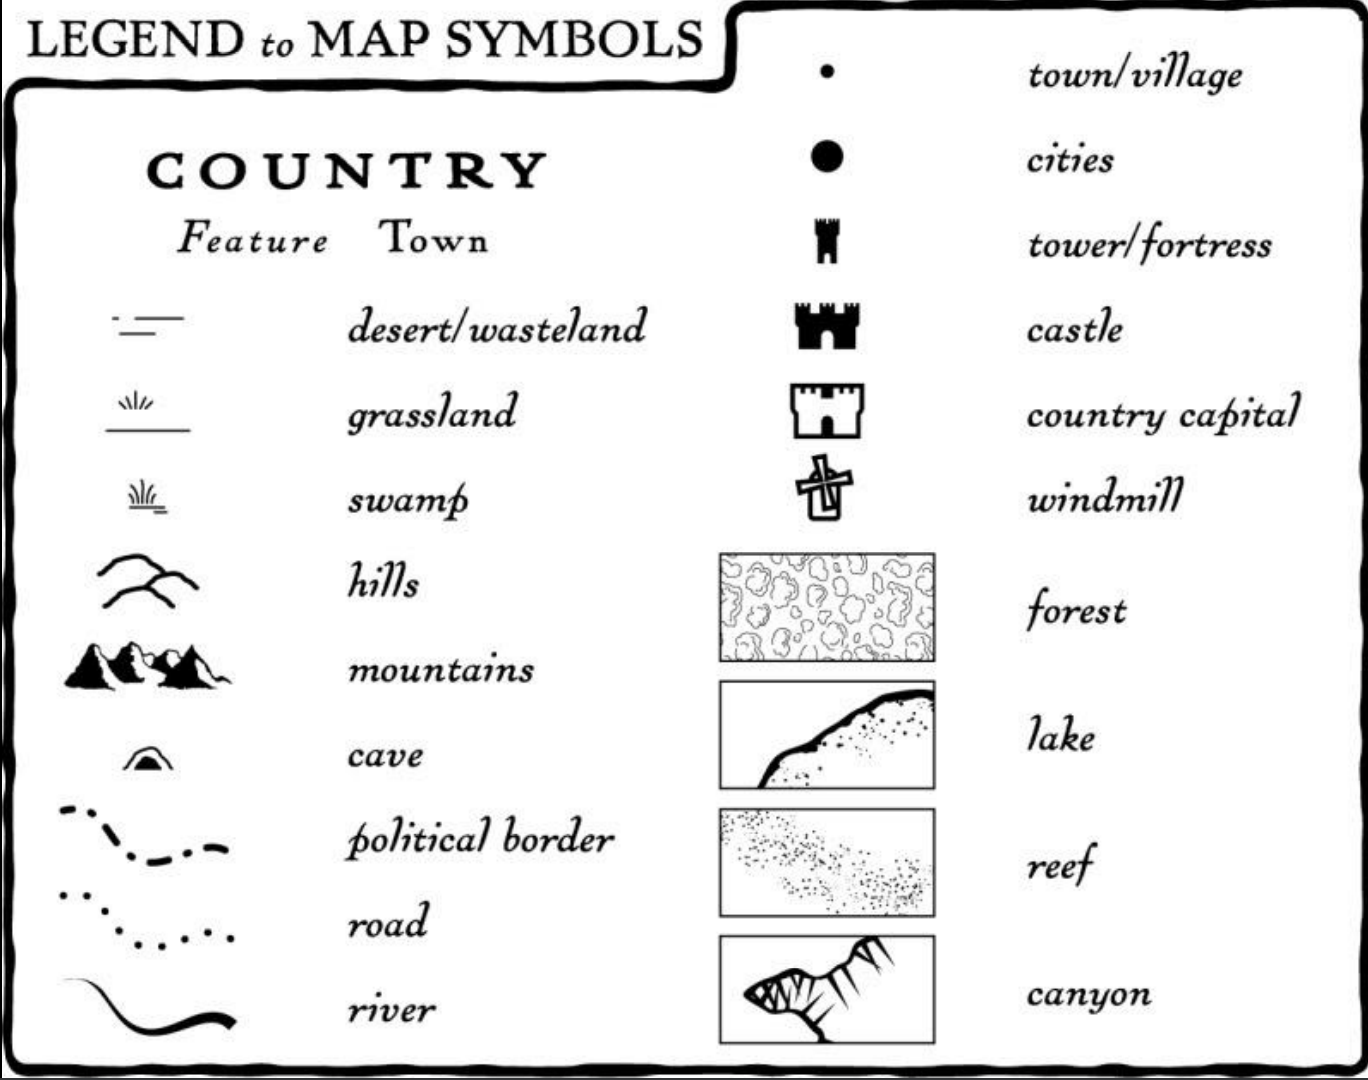 LEGEND to MAP SYMBOLS
COUNTRY
Feature Town
desert/wasteland
grassland
swamp
hills
mountains
cave
political border
road
river
town/village
cities
tower/fortress
castle
country capital
windmill
forest
lake
reef
canyon